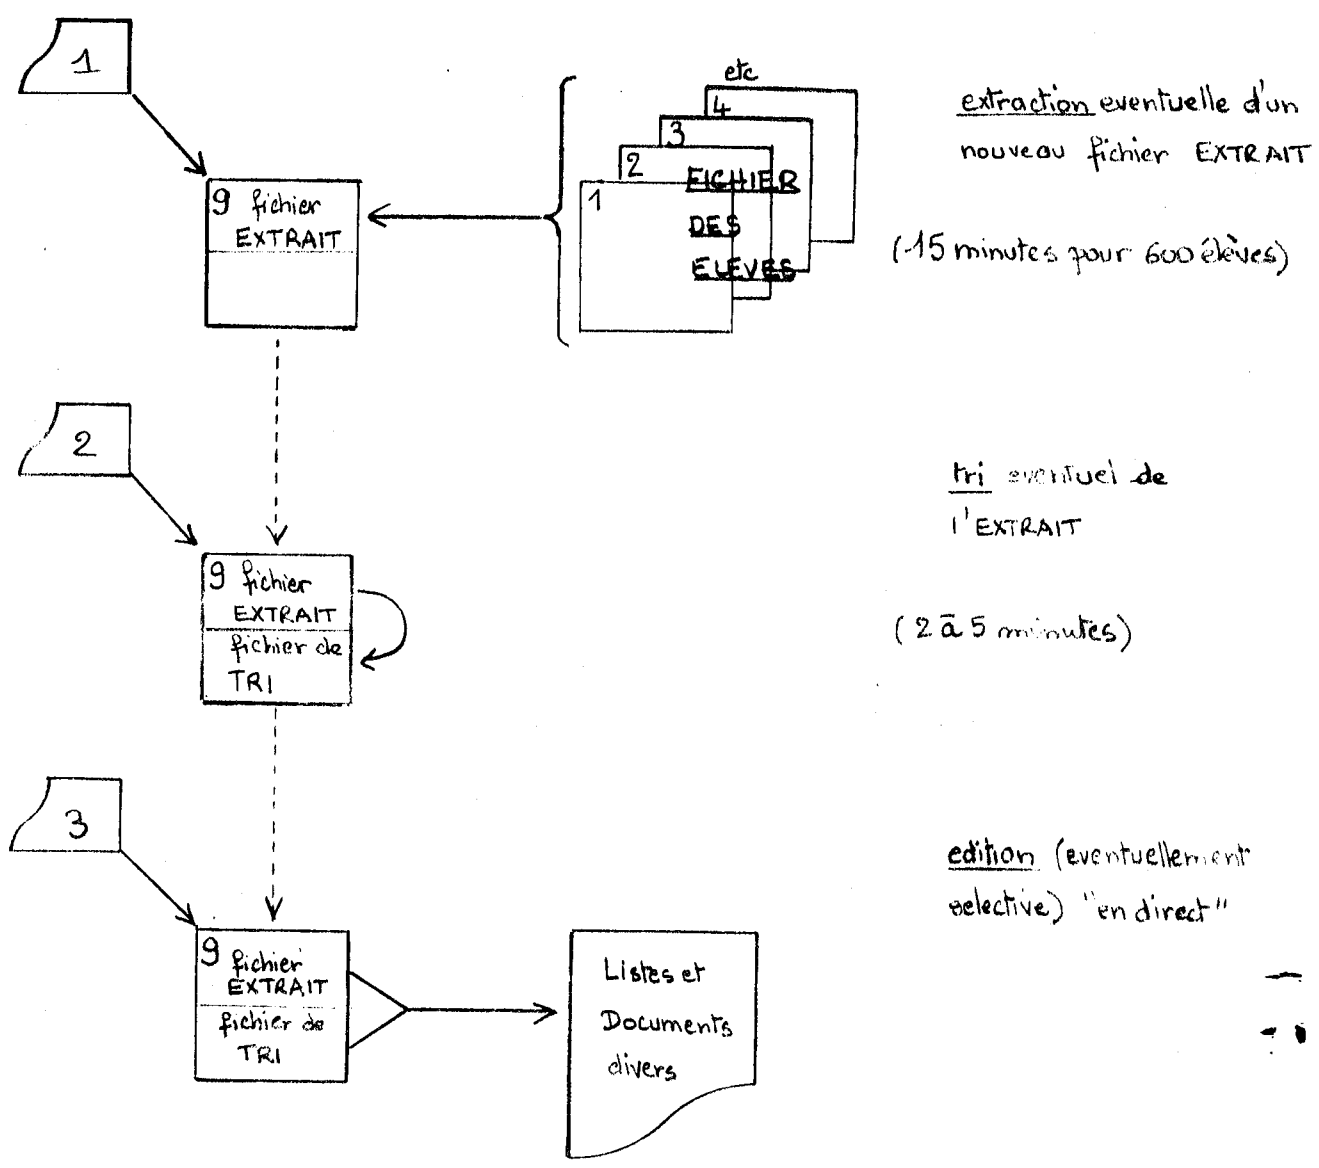 1
etc
4
3
2
1
FICHIER
DES
ELEVES
extraction eventuelle d'un
nouveau fichier EXTRAIT
(15 minutes pour 600 élèves)
9 fichier
EXTRAIT
2
tri eventuel de
l'EXTRAIT
9 fichier
EXTRAIT
fichier de
TRI
(2 à 5 minutes)
3
edition (eventuellement
selective) "en direct"
9 fichier
EXTRAIT
fichier de
TRI
Listes et
Documents
divers